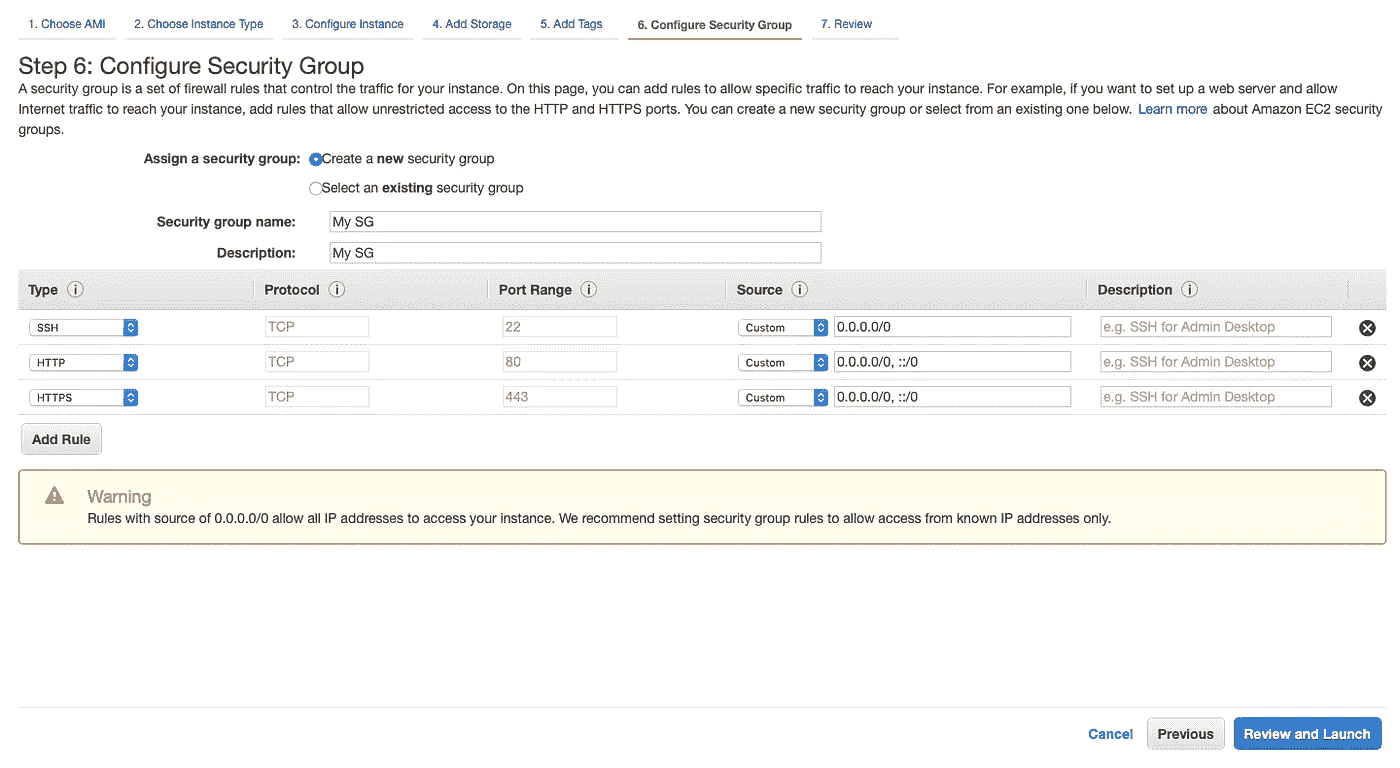 1. Choose AMI 2. Choose Instance Type 3. Configure Instance 4. Add Storage 5. Add Tags 6. Configure Security Group 7. Review
Step 6: Configure Security Group
A security group is a set of firewall rules that control the traffic for your instance. On this page, you can add rules to allow specific traffic to reach your instance. For example, if you want to set up a web server and allow
Internet traffic to reach your instance, add rules that allow unrestricted access to the HTTP and HTTPS ports. You can create a new security group or select from an existing one below. Learn more about Amazon EC2 security
groups.
Assign a security group: Create a new security group
Select an existing security group
Security group name: My SG
Description: My SG
Type i Protocol i Port Range i Source i Description i
SSH TCP 22 Custom 0.0.0.0/0 e.g. SSH for Admin Desktop
HTTP TCP 80 Custom 0.0.0.0/0, ::/0 e.g. SSH for Admin Desktop
HTTPS TCP 443 Custom 0.0.0.0/0, ::/0 e.g. SSH for Admin Desktop
Add Rule
Warning
Rules with source of 0.0.0.0/0 allow all IP addresses to access your instance. We recommend setting security group rules to allow access from known IP addresses only.
Cancel Previous Review and Launch